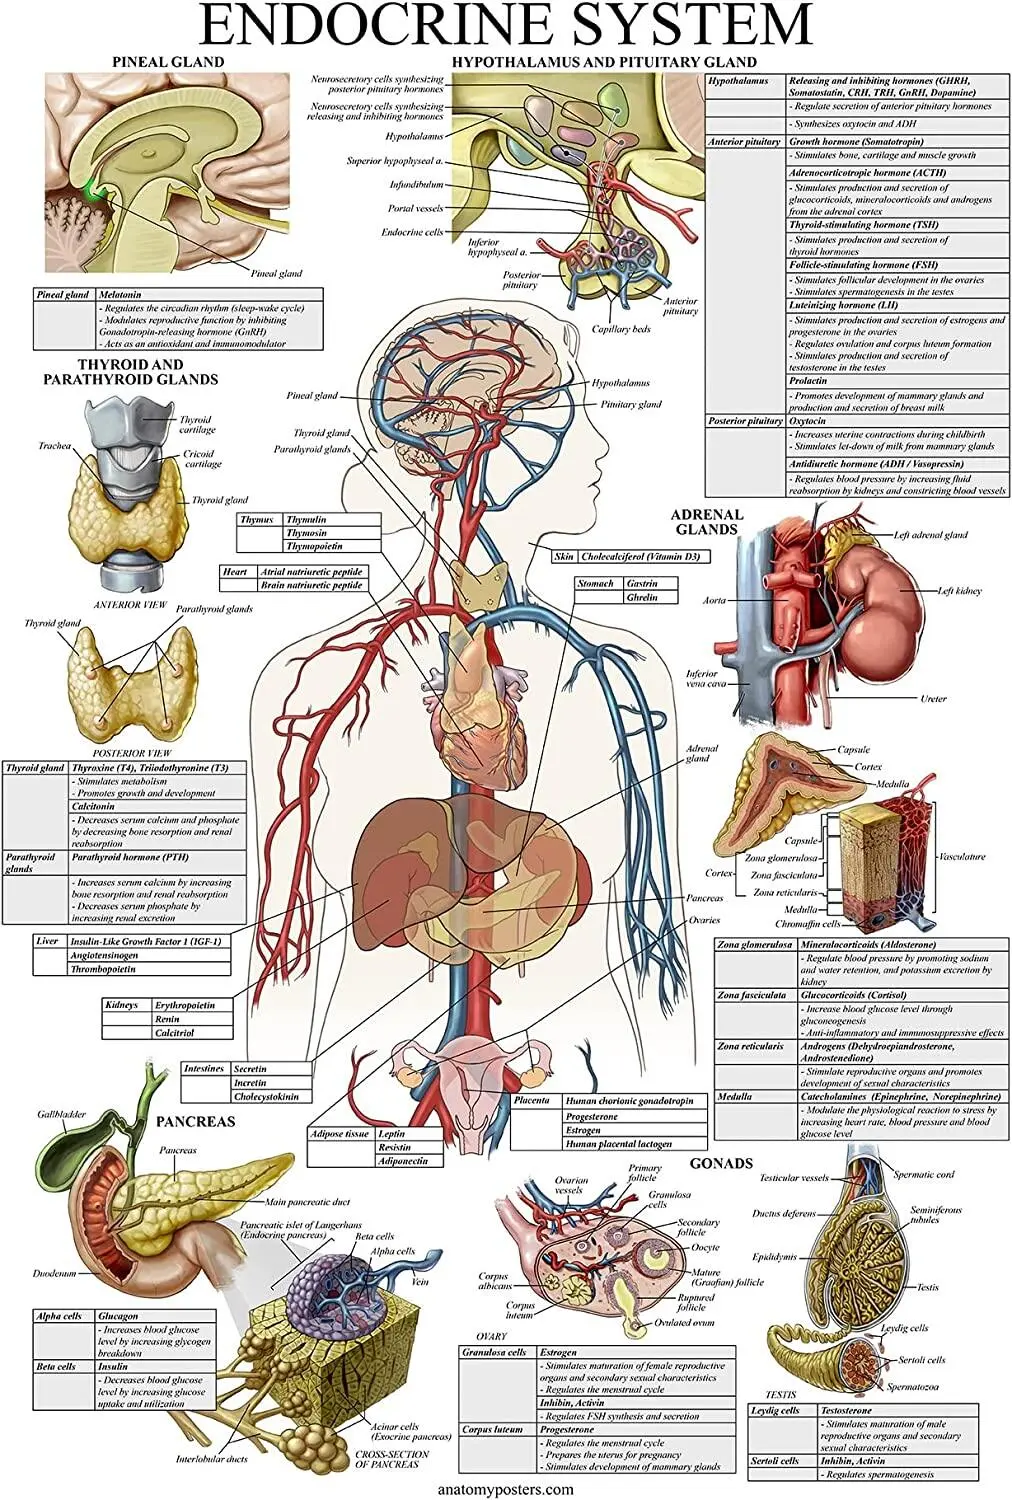 ENDOCRINE SYSTEM
PINEAL GLAND
Pineal gland
Pineal gland
Melatonin
- Regulates the circadian rhythm (sleep-wake cycle)
- Modulates reproductive function by inhibiting
Gonadotropin-releasing hormone (GnRH)
- Acts as an antioxidant and immunomodulator
HYPOTHALAMUS AND PITUITARY GLAND
Neurosecretory cells synthesizing
posterior pituitary hormones
Neurosecretory cells synthesizing
releasing and inhibiting hormones
Hypothalamus
Superior hypophyseal a.
Infundibulum
Portal vessels
Endocrine cells
Inferior
hypophyseal a.
Posterior
pituitary
Capillary beds
Anterior
pituitary
Hypothalamus
Releasing and inhibiting hormones (GHRH,
Somatostatin, CRH, TRH, GnRH, Dopamine)
- Regulate secretion of anterior pituitary hormones
- Synthesizes oxytocin and ADH
Anterior pituitary
Growth hormone (Somatotropin)
- Stimulates bone, cartilage and muscle growth
Adrenocorticotropic hormone (ACTH)
- Stimulates production and secretion of
glucocorticoids, mineralocorticoids and androgens
from the adrenal cortex
Thyroid-stimulating hormone (TSH)
- Stimulates production and secretion of
thyroid hormones
Follicle-stimulating hormone (FSH)
- Stimulates follicular development in the ovaries
- Stimulates spermatogenesis in the testes
Luteinizing hormone (LH)
- Stimulates production and secretion of estrogens and
progesterone in the ovaries
- Regulates ovulation and corpus luteum formation
- Stimulates production and secretion of
testosterone in the testes
Prolactin
- Promotes development of mammary glands and
production and secretion of breast milk
Posterior pituitary
Oxytocin
- Increases uterine contractions during childbirth
- Stimulates let-down of milk from mammary glands
Antidiuretic hormone (ADH / Vasopressin)
- Regulates blood pressure by increasing fluid
reabsorption by kidneys and constricting blood vessels
THYROID AND
PARATHYROID GLANDS
Thyroid
cartilage
Trachea
Cricoid
cartilage
Thyroid gland
ANTERIOR VIEW
Parathyroid glands
Thyroid gland
POSTERIOR VIEW
Thyroid gland
Thyroxine (T4), Triiodothyronine (T3)
- Stimulates metabolism
- Promotes growth and development
Calcitonin
- Decreases serum calcium and phosphate
by decreasing bone resorption and renal
reabsorption
Parathyroid
glands
Parathyroid hormone (PTH)
- Increases serum calcium by increasing
bone resorption and renal reabsorption
- Decreases serum phosphate by
increasing renal excretion
Pineal gland
Thyroid gland
Parathyroid glands
Hypothalamus
Pituitary gland
Thymus
Thymulin
Thymosin
Thymopoietin
Heart
Atrial natriuretic peptide
Brain natriuretic peptide
Skin
Cholecalciferol (Vitamin D3)
Stomach
Gastrin
Ghrelin
Adrenal
gland
Pancreas
Ovaries
Liver
Insulin-Like Growth Factor 1 (IGF-1)
Angiotensinogen
Thrombopoietin
Kidneys
Erythropoietin
Renin
Calcitriol
Intestines
Secretin
Incretin
Cholecystokinin
Adipose tissue
Leptin
Resistin
Adiponectin
Placenta
Human chorionic gonadotropin
Progesterone
Estrogen
Human placental lactogen
ADRENAL
GLANDS
Left adrenal gland
Aorta
Left kidney
Inferior
vena cava
Ureter
Capsule
Cortex
Medulla
Capsule
Zona glomerulosa
Cortex
Zona fasciculata
Zona reticularis
Medulla
Chromaffin cells
Vasculature
Zona glomerulosa
Mineralocorticoids (Aldosterone)
- Regulate blood pressure by promoting sodium
and water retention, and potassium excretion by
kidney
Zona fasciculata
Glucocorticoids (Cortisol)
- Increase blood glucose level through
gluconeogenesis
- Anti-inflammatory and immunosuppressive effects
Zona reticularis
Androgens (Dehydroepiandrosterone,
Androstenedione)
- Stimulate reproductive organs and promotes
development of sexual characteristics
Medulla
Catecholamines (Epinephrine, Norepinephrine)
- Modulate the physiological reaction to stress by
increasing heart rate, blood pressure and blood
glucose level
PANCREAS
Gallbladder
Pancreas
Main pancreatic duct
Pancreatic islet of Langerhans
(Endocrine pancreas)
Beta cells
Alpha cells
Vein
Duodenum
Alpha cells
Glucagon
- Increases blood glucose
level by increasing glycogen
breakdown
Beta cells
Insulin
- Decreases blood glucose
level by increasing glucose
uptake and utilization
Interlobular ducts
Acinar cells
(Exocrine pancreas)
CROSS-SECTION
OF PANCREAS
GONADS
Ovarian
vessels
Primary
follicle
Granulosa
cells
Secondary
follicle
Oocyte
Mature
(Graafian) follicle
Ruptured
follicle
Ovulated ovum
Corpus
albicans
Corpus
luteum
OVARY
Granulosa cells
Estrogen
- Stimulates maturation of female reproductive
organs and secondary sexual characteristics
- Regulates the menstrual cycle
Inhibin, Activin
- Regulates FSH synthesis and secretion
Corpus luteum
Progesterone
- Regulates the menstrual cycle
- Prepares the uterus for pregnancy
- Stimulates development of mammary glands
Testicular vessels
Spermatic cord
Ductus deferens
Seminiferous
tubules
Epididymis
Testis
Leydig cells
Sertoli cells
Spermatozoa
TESTIS
Leydig cells
Testosterone
- Stimulates maturation of male
reproductive organs and secondary
sexual characteristics
Sertoli cells
Inhibin, Activin
- Regulates spermatogenesis
anatomyposters.com